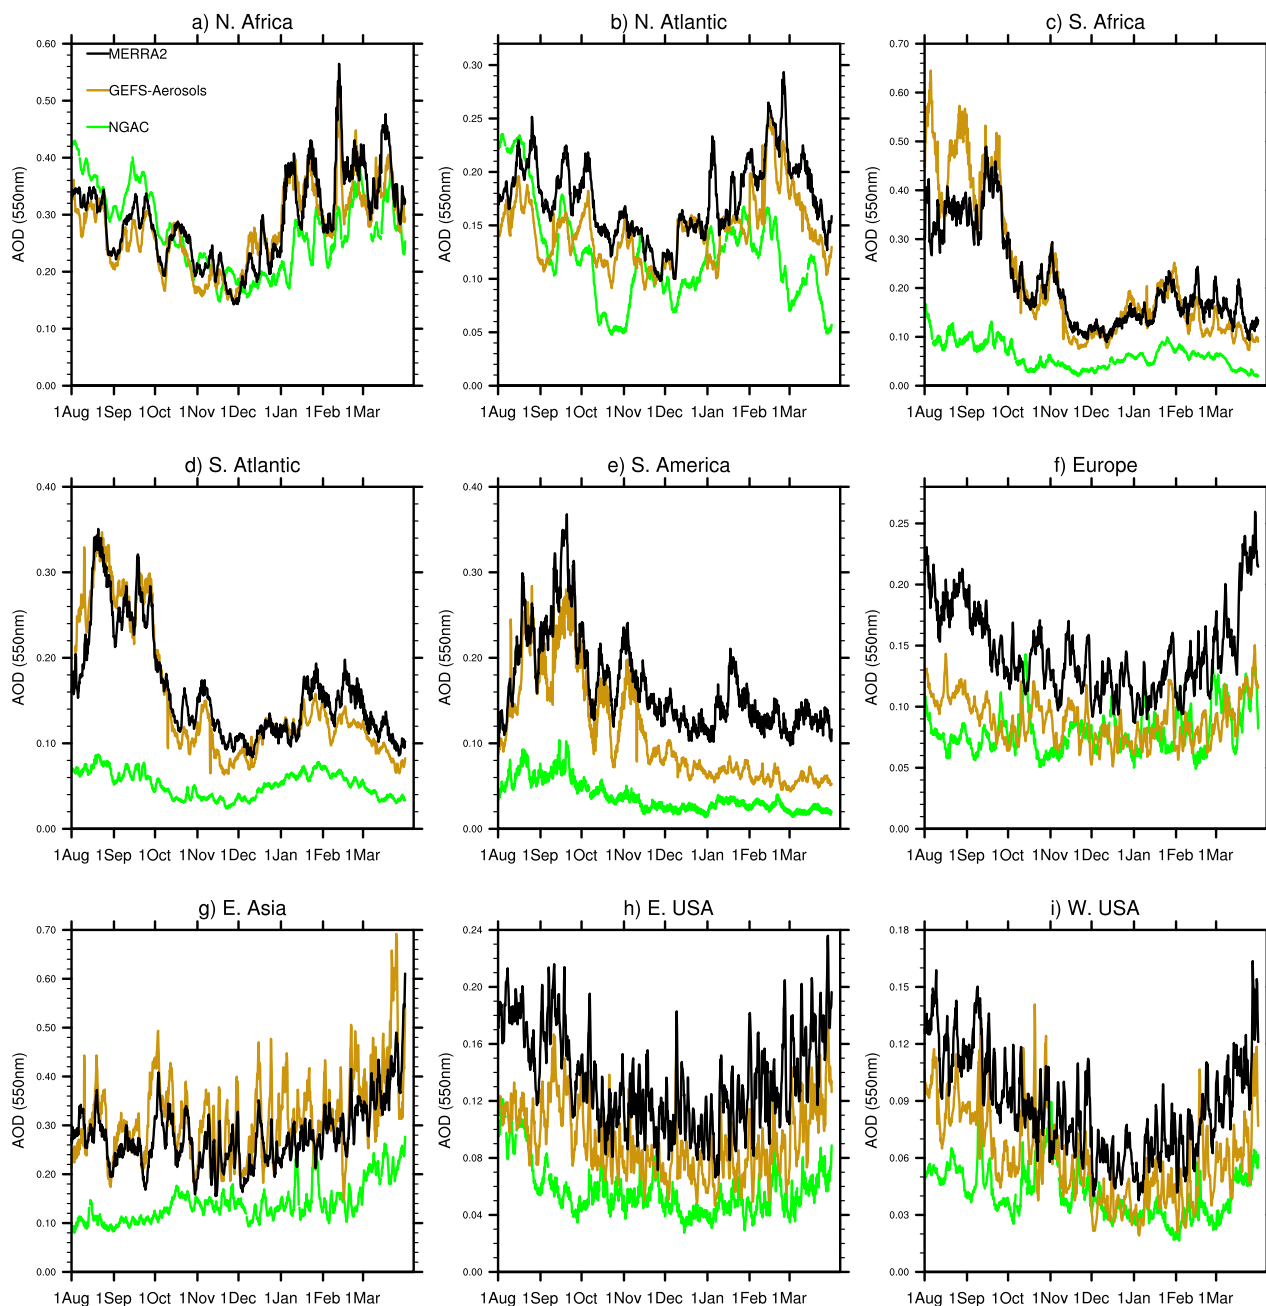 a) N. Africa
b) N. Atlantic
c) S. Africa
0.60
0.50
0.40
0.30
0.20
0.10
0.00
AOD (550nm)
MERRA2
GEFS-Aerosols
NGAC
1Aug 1Sep 1Oct 1Nov 1Dec 1Jan 1Feb 1Mar
0.30
0.25
0.20
0.15
0.10
0.05
0.00
AOD (550nm)
1Aug 1Sep 1Oct 1Nov 1Dec 1Jan 1Feb 1Mar
0.70
0.60
0.50
0.40
0.30
0.20
0.10
0.00
AOD (550nm)
1Aug 1Sep 1Oct 1Nov 1Dec 1Jan 1Feb 1Mar
d) S. Atlantic
e) S. America
f) Europe
0.40
0.30
0.20
0.10
0.00
AOD (550nm)
1Aug 1Sep 1Oct 1Nov 1Dec 1Jan 1Feb 1Mar
0.40
0.30
0.20
0.10
0.00
AOD (550nm)
1Aug 1Sep 1Oct 1Nov 1Dec 1Jan 1Feb 1Mar
0.25
0.20
0.15
0.10
0.05
0.00
AOD (550nm)
1Aug 1Sep 1Oct 1Nov 1Dec 1Jan 1Feb 1Mar
g) E. Asia
h) E. USA
i) W. USA
0.70
0.60
0.50
0.40
0.30
0.20
0.10
0.00
AOD (550nm)
1Aug 1Sep 1Oct 1Nov 1Dec 1Jan 1Feb 1Mar
0.24
0.20
0.16
0.12
0.08
0.04
0.00
AOD (550nm)
1Aug 1Sep 1Oct 1Nov 1Dec 1Jan 1Feb 1Mar
0.18
0.15
0.12
0.09
0.06
0.03
0.00
AOD (550nm)
1Aug 1Sep 1Oct 1Nov 1Dec 1Jan 1Feb 1Mar